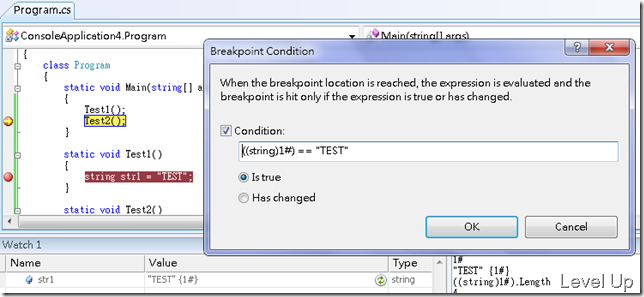 Program.cs
ConsoleApplication4.Program
Main(string[] args)
{
class Program
{
static void Main(string[] a
{
Test1();
Test2();
}
static void Test1()
{
string str1 = "TEST";
}
static void Test2()
Breakpoint Condition
When the breakpoint location is reached, the expression is evaluated and the
breakpoint is hit only if the expression is true or has changed.
Condition:
((string)1#) == "TEST"
Is true
Has changed
OK Cancel
Watch 1
Name Value Type
str1 "TEST" {1#} string
1#
"TEST" {1#}
((string)1#).Length
4
Level Up